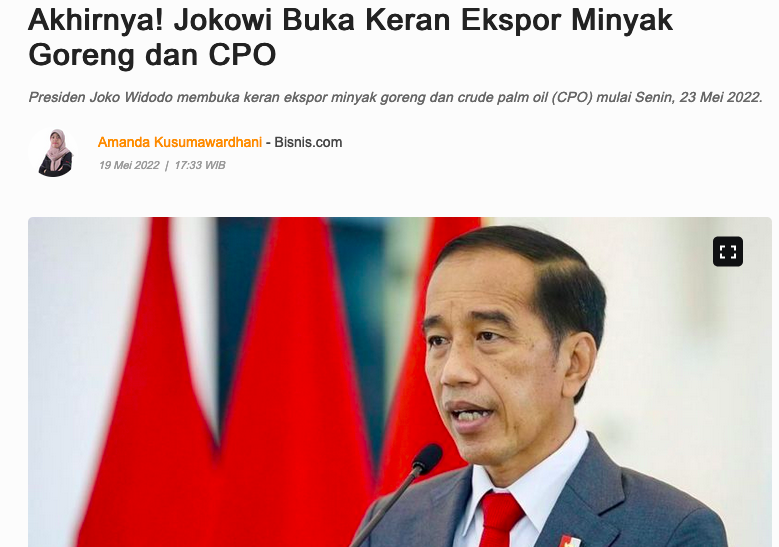 Akhirnya! Jokowi Buka Keran Ekspor Minyak
Goreng dan CPO
Presiden Joko Widodo membuka keran ekspor minyak goreng dan crude palm oil (CPO) mulai Senin, 23 Mei 2022.
Amanda Kusumawardhani - Bisnis.com
19 Mei 2022 | 17:33 WIB